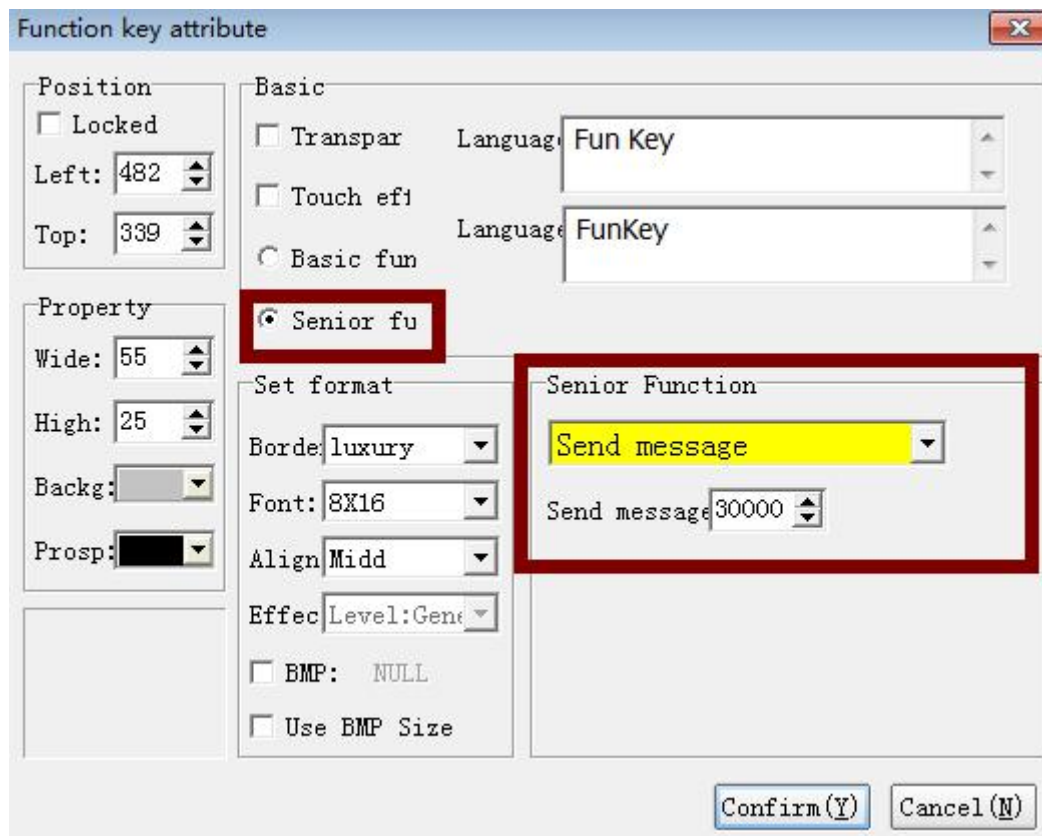 Function key attribute
Position
Locked
Left: 482
Top: 339
Property
Wide: 55
High: 25
Backg:
Prosp:
Basic
Transpar
Touch ef
Basic fun
Senior fu
Languag Fun Key
Language FunKey
Set format
Borde luxury
Font: 8X16
Align Midd
Effec Level:Gene
BMP: NULL
Use BMP Size
Senior Function
Send message
Send message 30000
Confirm(Y)
Cancel(N)